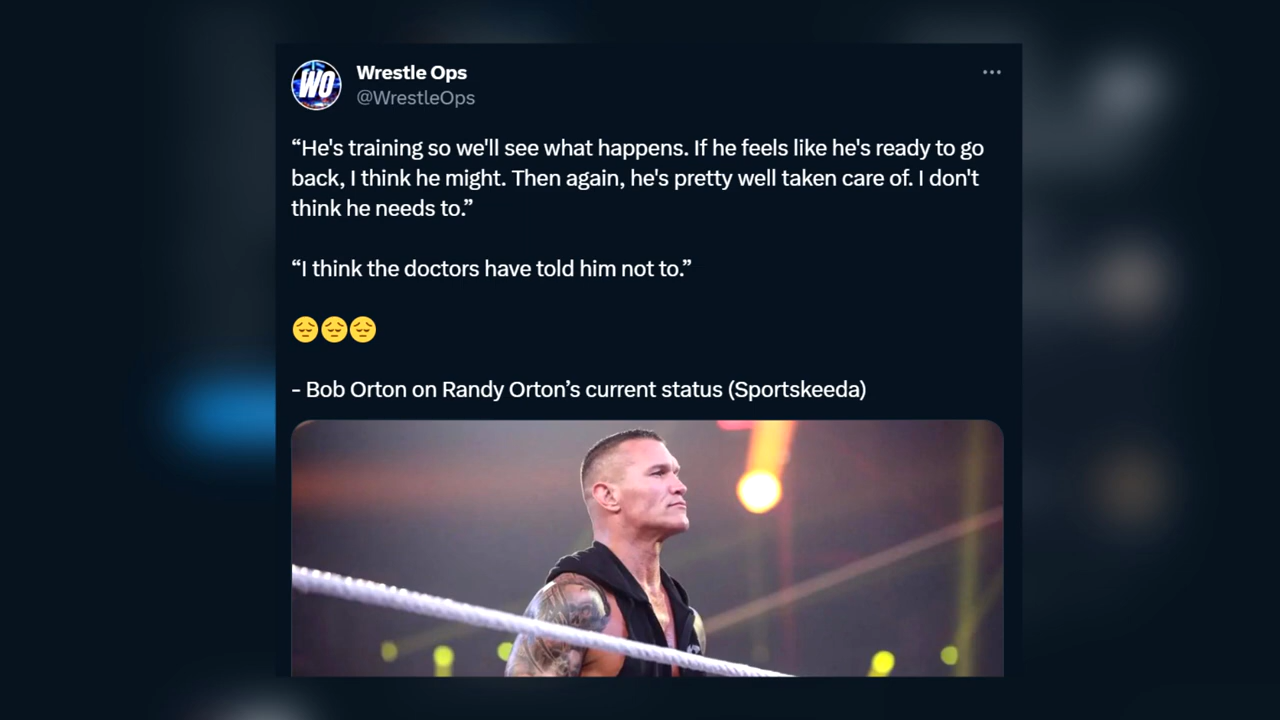 WO
Wrestle Ops
@WrestleOps
“He's training so we'll see what happens. If he feels like he's ready to go
back, I think he might. Then again, he's pretty well taken care of. I don't
think he needs to.”
“I think the doctors have told him not to.”
😔😔😔
– Bob Orton on Randy Orton’s current status (Sportskeeda)